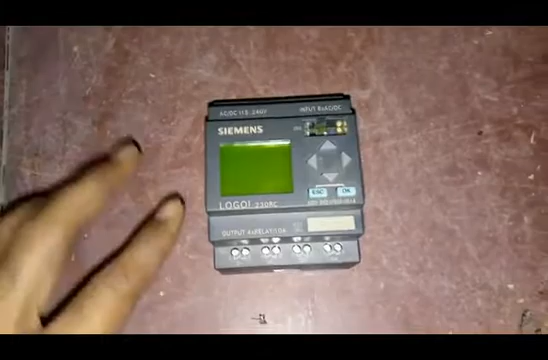 AC/DC 115...240V INPUT 8xAC/DC
SIEMENS
ESC OK
LOGO! 230RC
OUTPUT 4xRELAY/10A